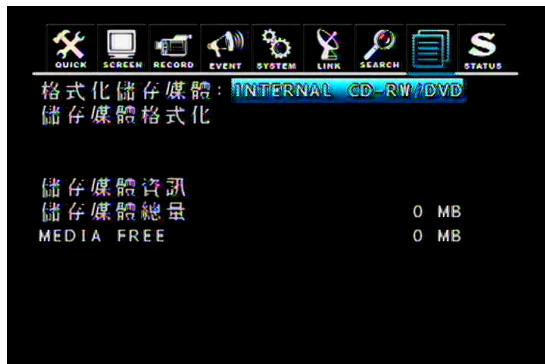 QUICK SCREEN RECORD EVENT SYSTEM LINK SEARCH S STATUS
格式化儲存媒體: INTERNAL CD-RW/DVD
儲存媒體格式化
儲存媒體資訊
儲存媒體總量 0 MB
MEDIA FREE 0 MB